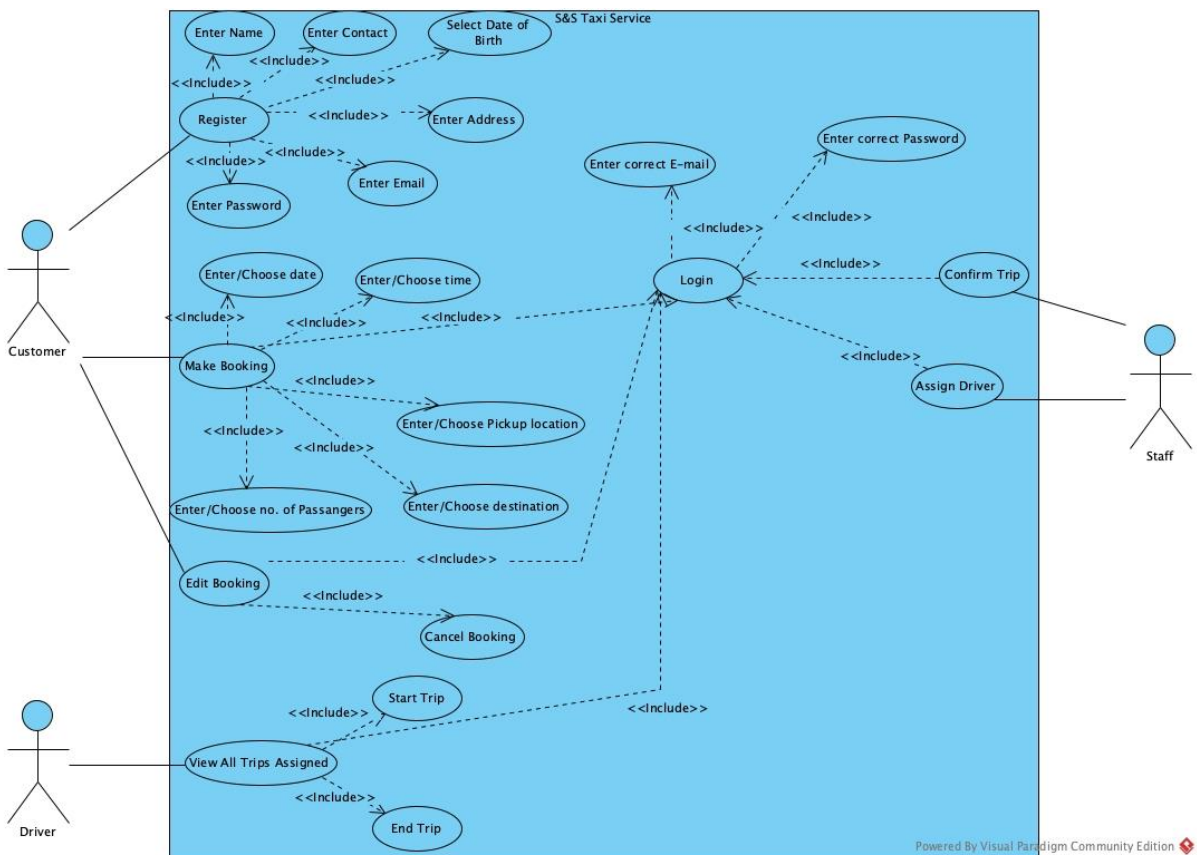 S&S Taxi Service
Enter Name
Enter Contact
Select Date of
Birth
<<Include>>
<<Include>>
<<Include>>
Register
<<Include>>
Enter Address
<<Include>>
<<Include>>
Enter Email
Enter Password
Enter correct E-mail
Enter correct Password
<<Include>>
<<Include>>
Login
<<Include>>
Confirm Trip
<<Include>>
Assign Driver
Staff
Customer
Enter/Choose date
Enter/Choose time
<<Include>>
<<Include>>
<<Include>>
Make Booking
<<Include>>
Enter/Choose Pickup location
<<Include>>
<<Include>>
Enter/Choose no. of Passangers
Enter/Choose destination
<<Include>>
Edit Booking
<<Include>>
Cancel Booking
Start Trip
<<Include>>
<<Include>>
View All Trips Assigned
<<Include>>
End Trip
Driver
Powered By Visual Paradigm Community Edition